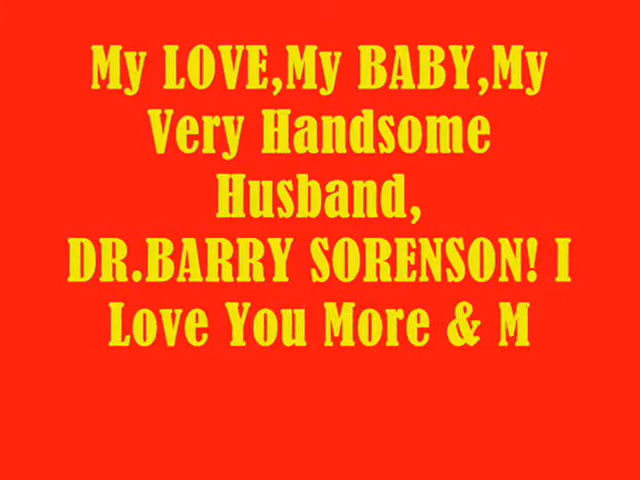 My LOVE,My BABY,My
Very Handsome
Husband,
DR.BARRY SORENSON! I
Love You More & M